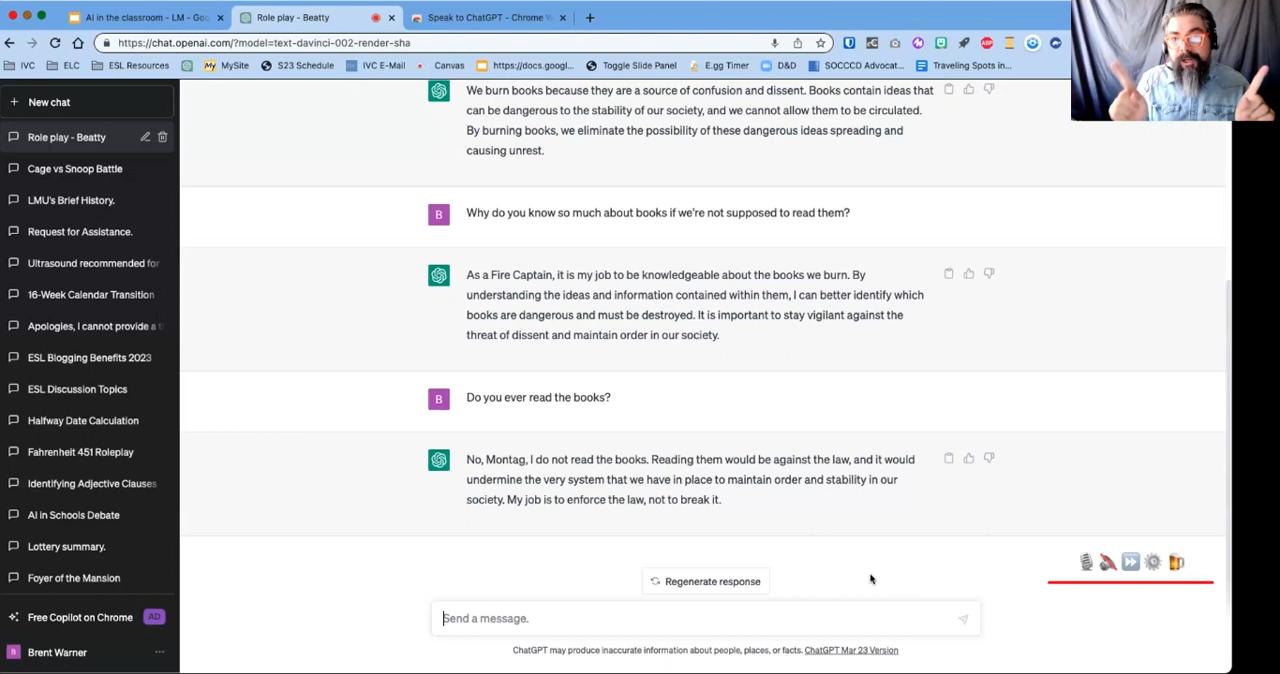 AI in the classroom - LM - Goo
Role play - Beatty
Speak to ChatGPT - Chrome W
https://chat.openai.com/?model=text-davinci-002-render-sha
IVC
ELC
ESL Resources
MySite
S23 Schedule
IVC E-Mail
Canvas
https://docs.googl...
Toggle Slide Panel
E.gg Timer
D&D
SOCCCD Advocat...
Traveling Spots in...
New chat
Role play - Beatty
Cage vs Snoop Battle
LMU's Brief History.
Request for Assistance.
Ultrasound recommended for
16-Week Calendar Transition
Apologies, I cannot provide a
ESL Blogging Benefits 2023
ESL Discussion Topics
Halfway Date Calculation
Fahrenheit 451 Roleplay
Identifying Adjective Clauses
AI in Schools Debate
Lottery summary.
Foyer of the Mansion
Free Copilot on Chrome AD
B Brent Warner
We burn books because they are a source of confusion and dissent. Books contain ideas that
can be dangerous to the stability of our society, and we cannot allow them to be circulated.
By burning books, we eliminate the possibility of these dangerous ideas spreading and
causing unrest.
B Why do you know so much about books if we're not supposed to read them?
As a Fire Captain, it is my job to be knowledgeable about the books we burn. By
understanding the ideas and information contained within them, I can better identify which
books are dangerous and must be destroyed. It is important to stay vigilant against the
threat of dissent and maintain order in our society.
B Do you ever read the books?
No, Montag, I do not read the books. Reading them would be against the law, and it would
undermine the very system that we have in place to maintain order and stability in our
society. My job is to enforce the law, not to break it.
Regenerate response
Send a message.
ChatGPT may produce inaccurate information about people, places, or facts. ChatGPT Mar 23 Version